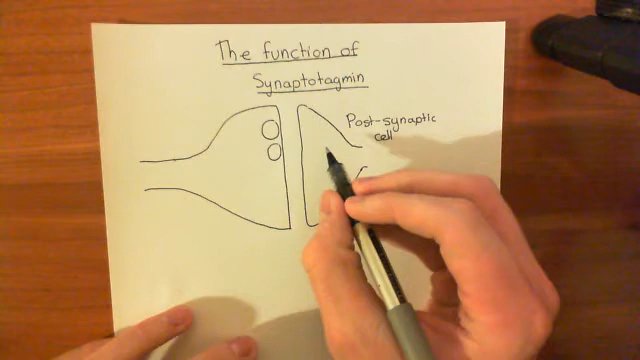 The function of
Synaptotagmin
Post-synaptic
cell